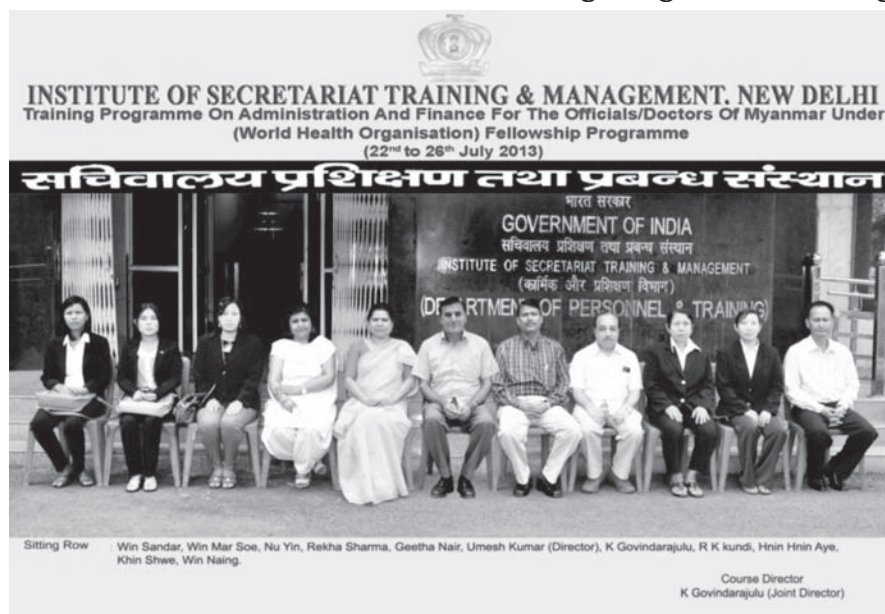 INSTITUTE OF SECRETARIAT TRAINING & MANAGEMENT. NEW DELHI
Training Programme On Administration And Finance For The Officials/Doctors Of Myanmar Under
(World Health Organisation) Fellowship Programme
(22nd to 26th July 2013)
सचिवालय प्रशिक्षण तथा प्रबन्ध संस्थान
भारत सरकार
GOVERNMENT OF INDIA
सचिवालय प्रशिक्षण तथा प्रबन्ध संस्थान
INSTITUTE OF SECRETARIAT TRAINING & MANAGEMENT
(कार्मिक और प्रशिक्षण विभाग)
(DEPARTMENT OF PERSONNEL & TRAINING)
Sitting Row : Win Sandar, Win Mar Soe, Nu Yin, Rekha Sharma, Geetha Nair, Umesh Kumar (Director), K Govindarajulu, R K kundi, Hnin Hnin Aye,
Khin Shwe, Win Naing.
Course Director
K Govindarajulu (Joint Director)